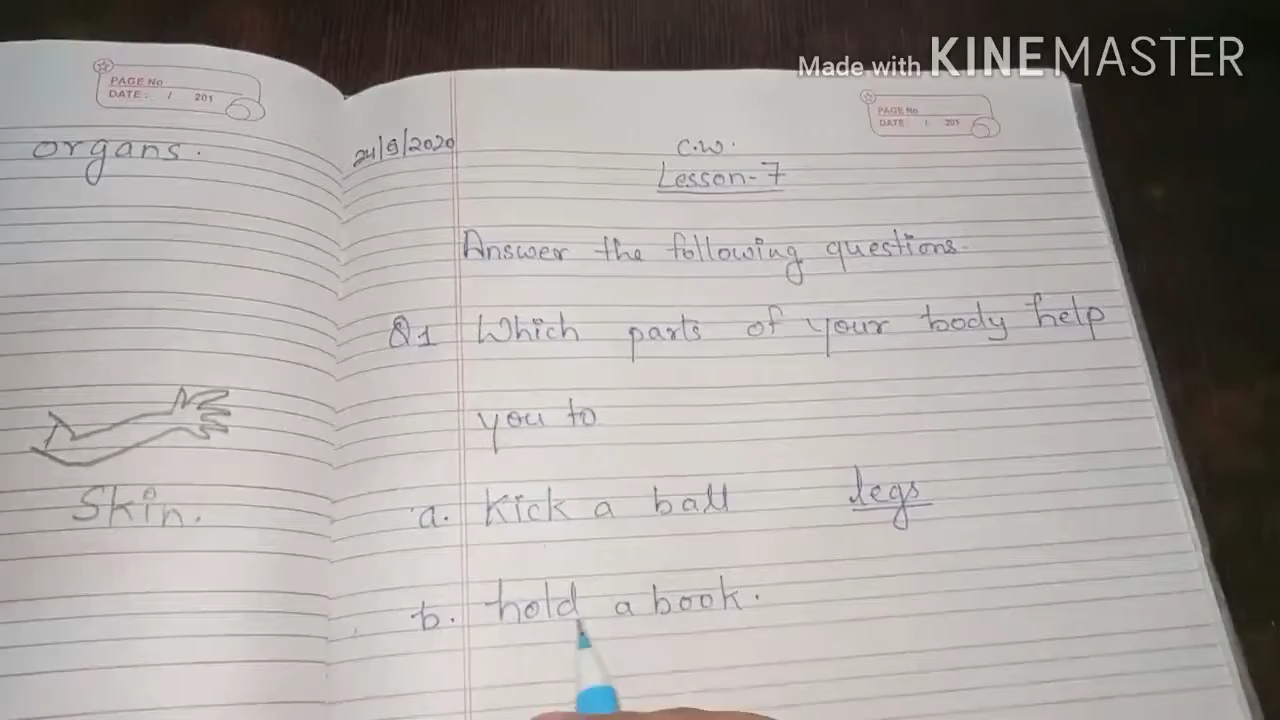 Made with KINEMASTER
PAGE No
DATE : / 201
organs.
Skin.
PAGE No
DATE / 201
24/9/2020
C.W.
Lesson-7
Answer the following questions.
Q1 Which parts of your body help
you to
a. Kick a ball legs
b. hold a book.